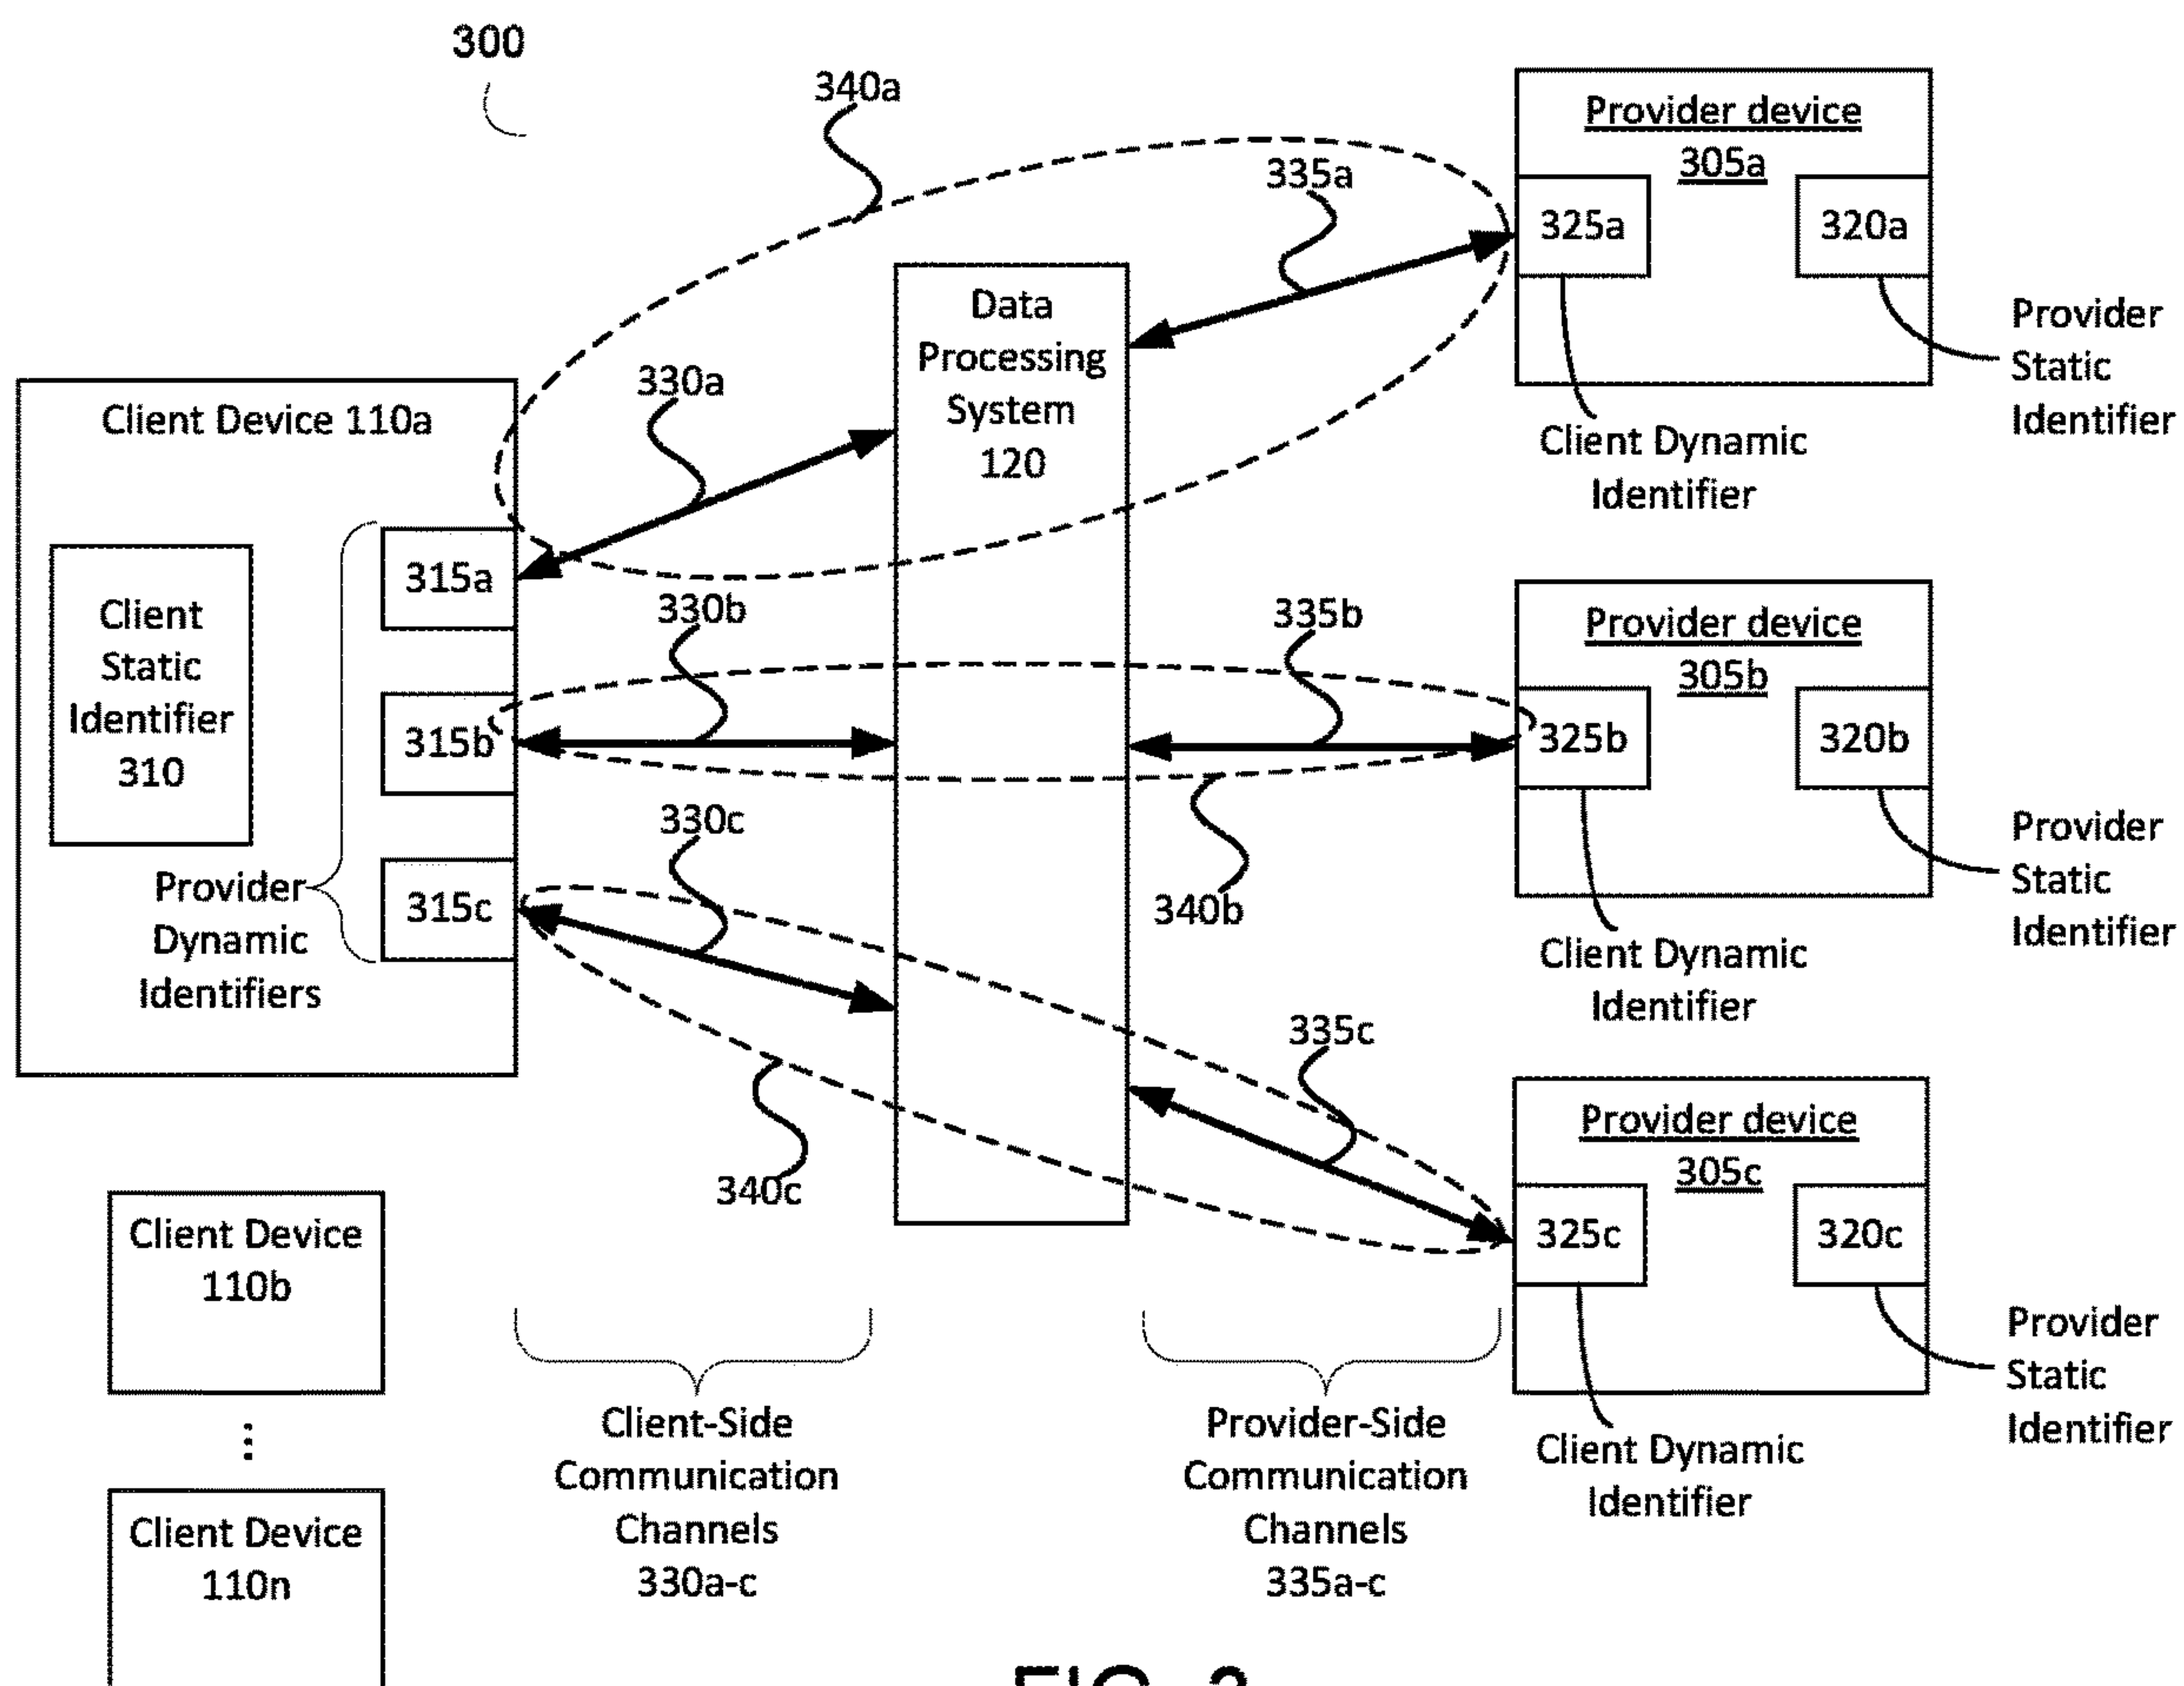 300
340a
335a
330a
Provider device
305a
325a
320a
Provider
Static
Identifier
Client Dynamic
Identifier
Data
Processing
System
120
Client Device 110a
Client
Static
Identifier
310
315a
315b
315c
Provider
Dynamic
Identifiers
330b
335b
330c
340b
335c
340c
Provider device
305b
325b
320b
Provider
Static
Identifier
Client Dynamic
Identifier
Provider device
305c
325c
320c
Provider
Static
Identifier
Client Dynamic
Identifier
Client Device
110b
⋮
Client Device
110n
Client-Side
Communication
Channels
330a-c
Provider-Side
Communication
Channels
335a-c